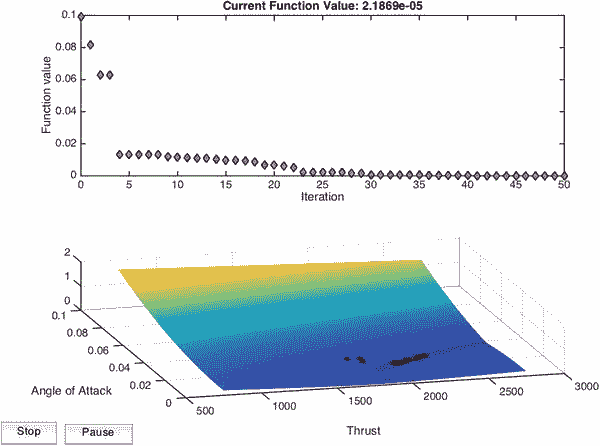 Current Function Value: 2.1869e-05
0.1
0.08
0.06
0.04
0.02
0
Function value
0 5 10 15 20 25 30 35 40 45 50
Iteration
2
1
0
0.1
0.08
0.06
0.04
0.02
0
Angle of Attack
500 1000 1500 2000 2500 3000
Thrust
Stop Pause